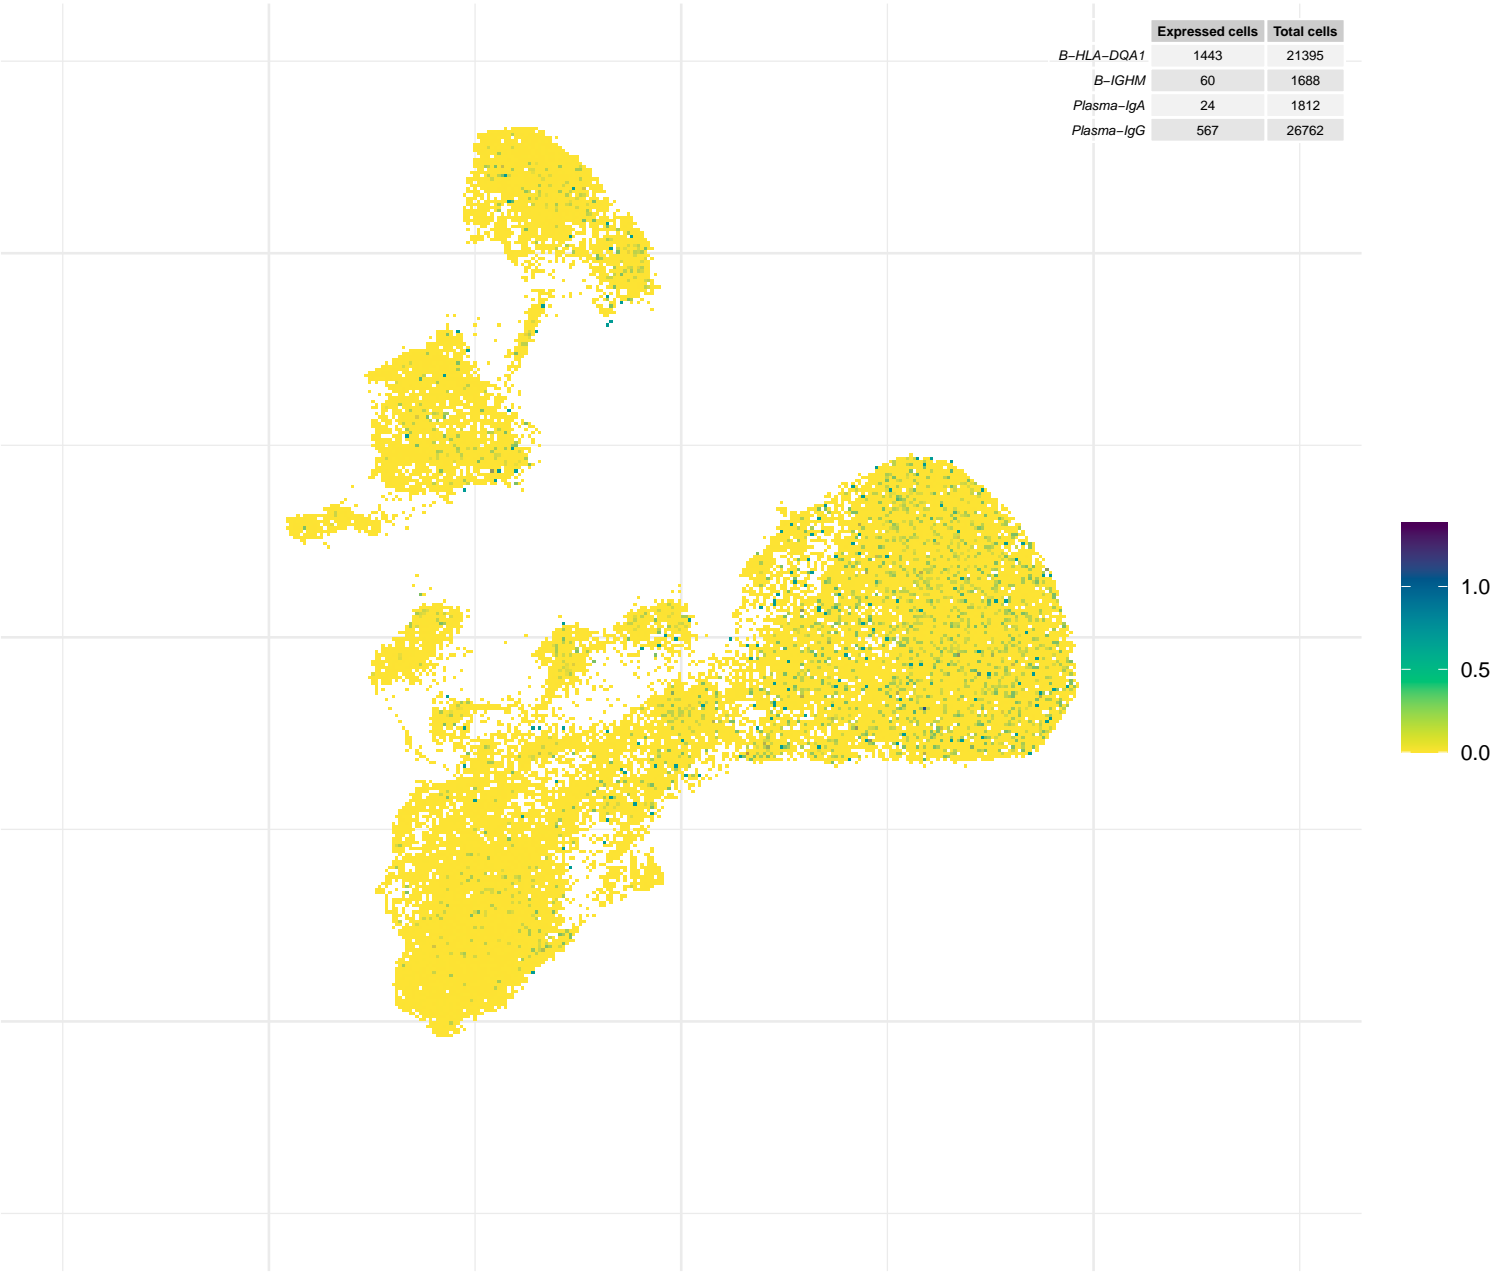 Expressed cells Total cells
B−HLA−DQA1 1443 21395
B−IGHM 60 1688
Plasma−IgA 24 1812
Plasma−IgG 567 26762
1.0
0.5
0.0